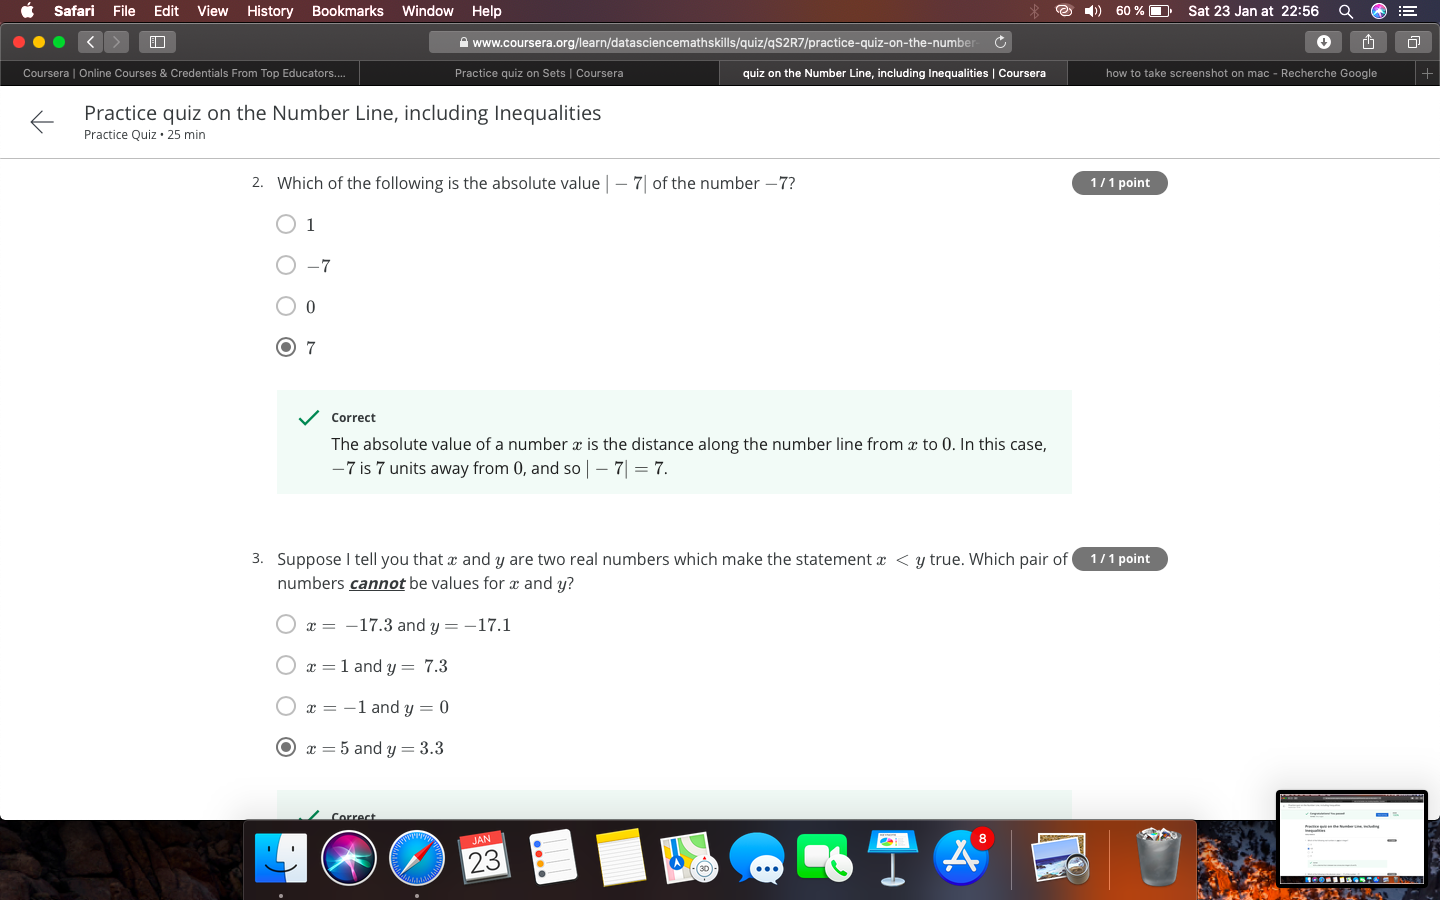 Safari File Edit View History Bookmarks Window Help 60 % Sat 23 Jan at 22:56
www.coursera.org/learn/datasciencemathskills/quiz/qS2R7/practice-quiz-on-the-number-
Coursera | Online Courses & Credentials From Top Educators.... Practice quiz on Sets | Coursera quiz on the Number Line, including Inequalities | Coursera how to take screenshot on mac - Recherche Google
Practice quiz on the Number Line, including Inequalities
Practice Quiz • 25 min
2. Which of the following is the absolute value | − 7| of the number −7? 1 / 1 point
1
−7
0
7
Correct
The absolute value of a number x is the distance along the number line from x to 0. In this case,
−7 is 7 units away from 0, and so | − 7| = 7.
3. Suppose I tell you that x and y are two real numbers which make the statement x < y true. Which pair of 1 / 1 point
numbers cannot be values for x and y?
x = −17.3 and y = −17.1
x = 1 and y = 7.3
x = −1 and y = 0
x = 5 and y = 3.3
Correct
JAN
23
3D
8